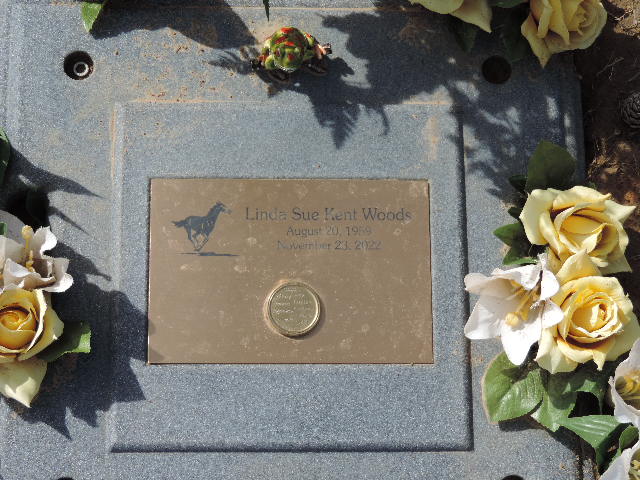 Linda Sue Kent Woods
August 20, 1959
November 23, 2022